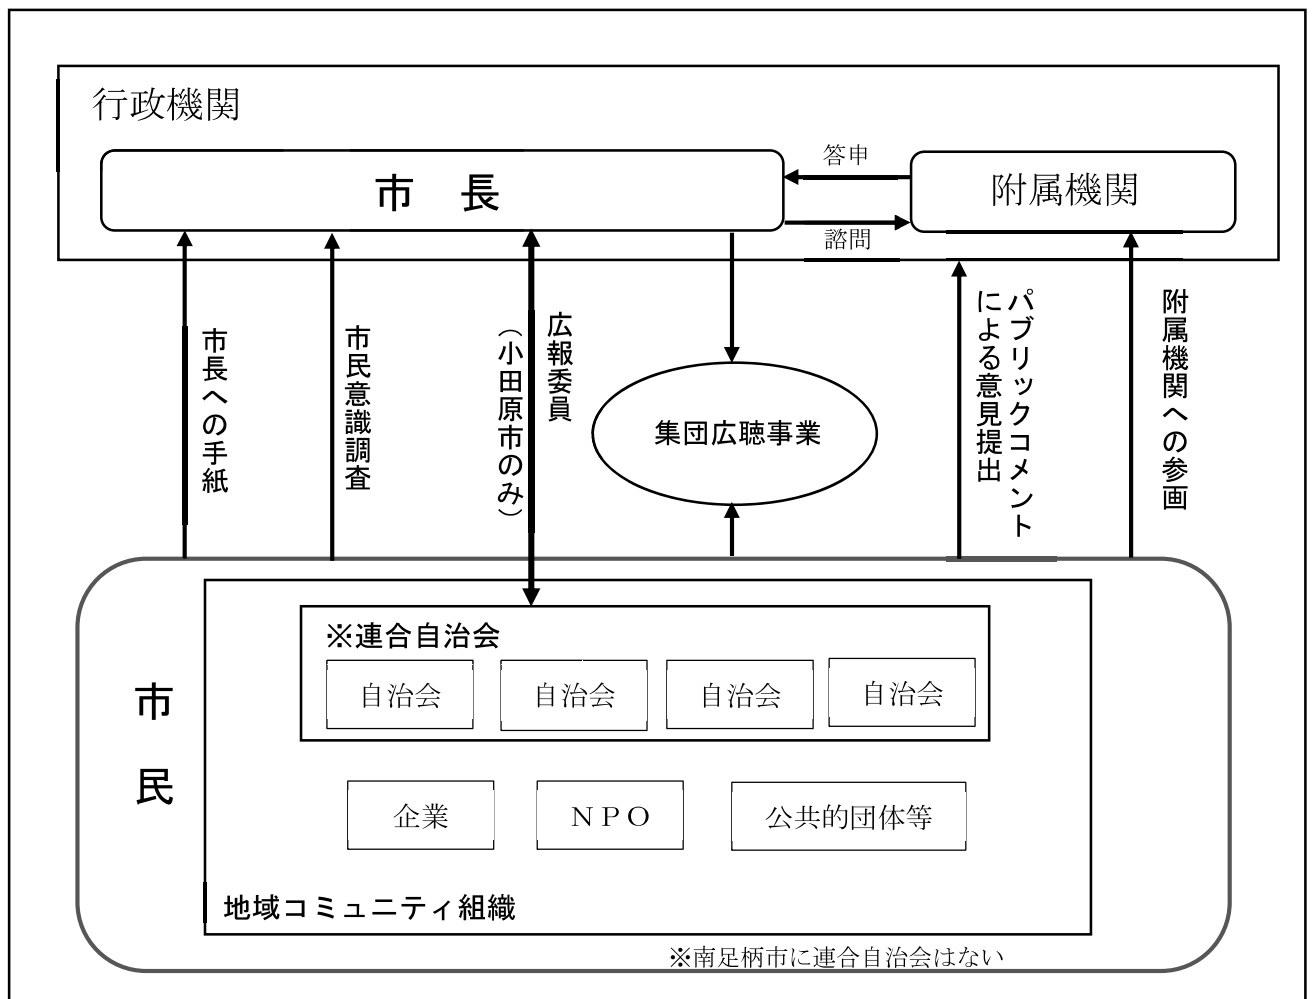 行政機関
市　長
答申
諮問
附属機関
市長への手紙
市民意識調査
広報委員
（小田原市のみ）
集団広聴事業
パブリックコメント
による意見提出
附属機関への参画
市民
※連合自治会
自治会
自治会
自治会
自治会
企業
ＮＰＯ
公共的団体等
地域コミュニティ組織
※南足柄市に連合自治会はない